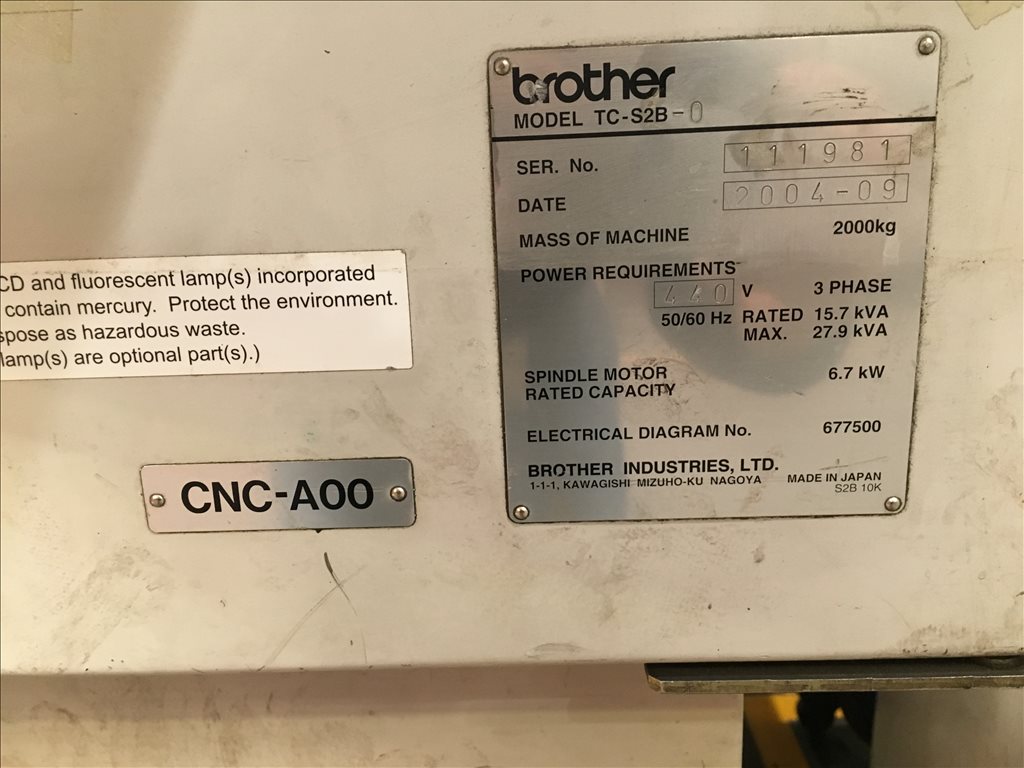 brother
MODEL TC-S2B-0
SER. No. 111981
DATE 2004-09
MASS OF MACHINE 2000kg
POWER REQUIREMENTS
440 V 3 PHASE
50/60 Hz RATED 15.7 kVA
MAX. 27.9 kVA
SPINDLE MOTOR 6.7 kW
RATED CAPACITY
ELECTRICAL DIAGRAM No. 677500
BROTHER INDUSTRIES, LTD.
1-1-1, KAWAGISHI MIZUHO-KU NAGOYA MADE IN JAPAN
S2B 10K
CD and fluorescent lamp(s) incorporated
contain mercury. Protect the environment.
spose as hazardous waste.
lamp(s) are optional part(s).)
CNC-A00